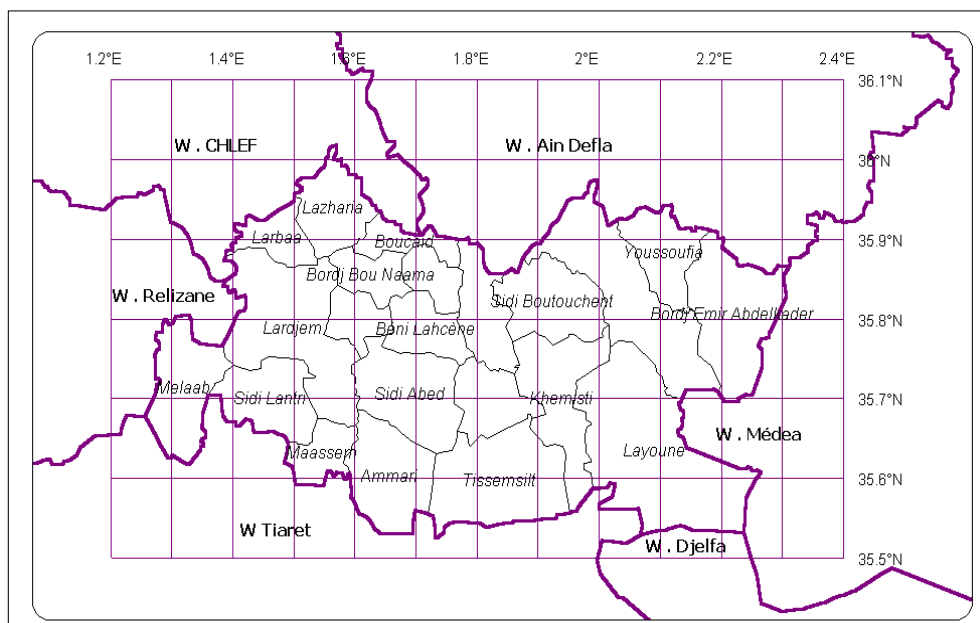 1.2°E 1.4°E 1.6°E 1.8°E 2°E 2.2°E 2.4°E
36.1°N
W . CHLEF W . Ain Defla
36°N
Lazharia
Larbaa Boucaid 35.9°N
Youssoufia
Bordj Bou Naama
W . Relizane Sidi Boutouchent
Bordj Emir Abdelkader
Lardjem Beni Lahcène 35.8°N
Melaab Sidi Lantri Sidi Abed Khemisti 35.7°N
W . Médea
Maassem Layoune
Ammari Tissemsilt 35.6°N
W Tiaret
W . Djelfa
35.5°N